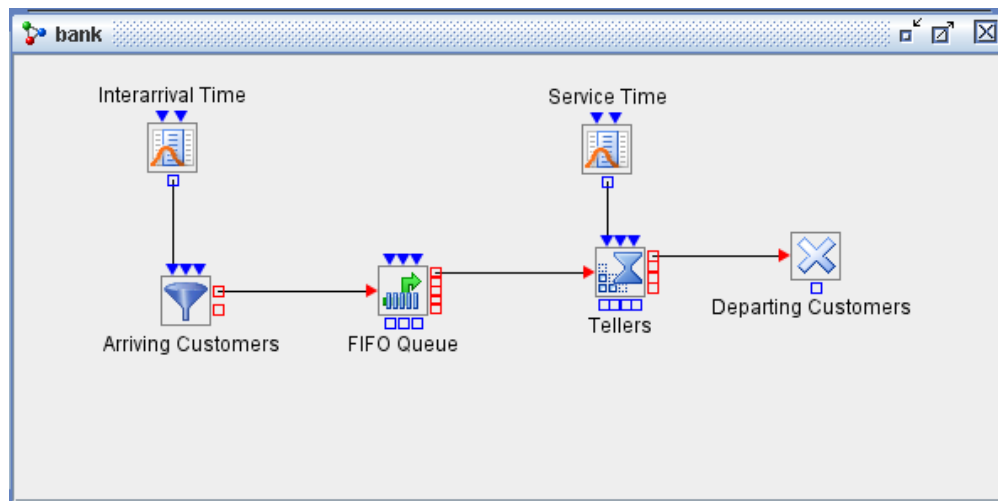 bank
Interarrival Time
Service Time
Arriving Customers
FIFO Queue
Tellers
Departing Customers